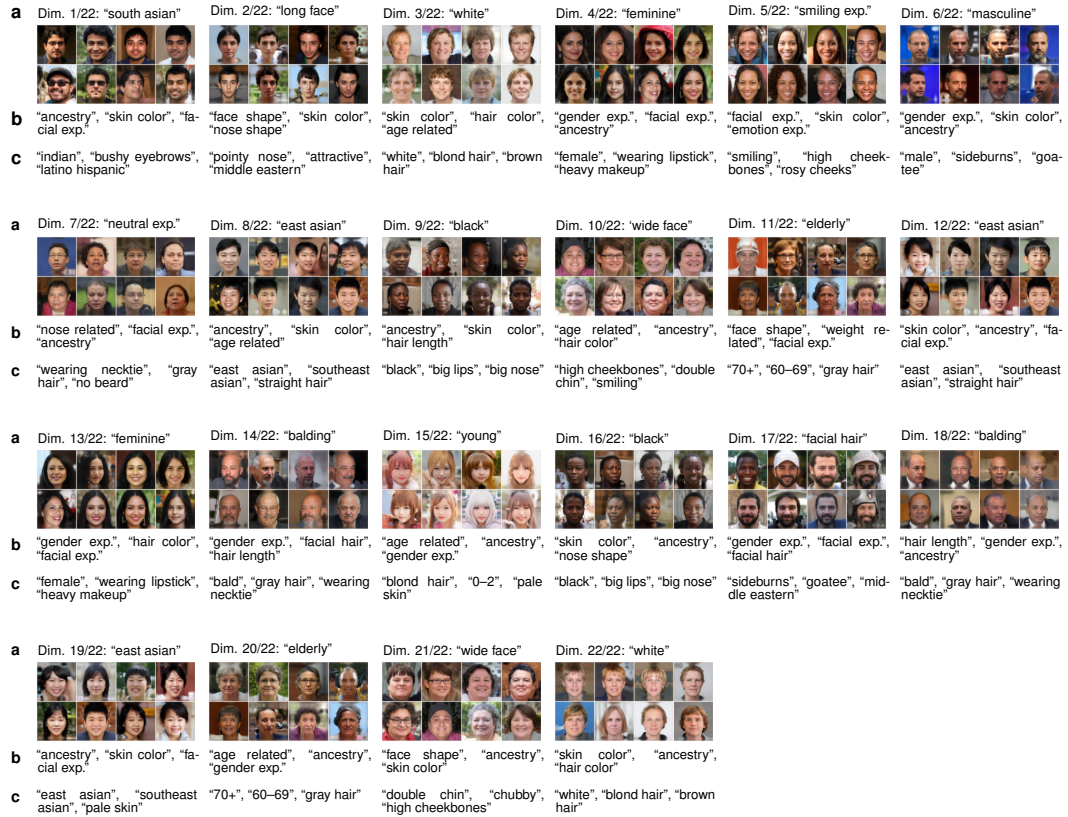 a Dim. 1/22: “south asian” Dim. 2/22: “long face” Dim. 3/22: “white” Dim. 4/22: “feminine” Dim. 5/22: “smiling exp.” Dim. 6/22: “masculine”
b “ancestry”, “skin color”, “fa-
cial exp.”
“face shape”, “skin color”,
“nose shape”
“skin color”, “hair color”,
“age related”
“gender exp.”, “facial exp.”,
“ancestry”
“facial exp.”, “skin color”,
“emotion exp.”
“gender exp.”, “skin color”,
“ancestry”
c “indian”, “bushy eyebrows”,
“latino hispanic”
“pointy nose”, “attractive”,
“middle eastern”
“white”, “blond hair”, “brown
hair”
“female”, “wearing lipstick”,
“heavy makeup”
“smiling”, “high cheek-
bones”, “rosy cheeks”
“male”, “sideburns”, “goa-
tee”
a Dim. 7/22: “neutral exp.” Dim. 8/22: “east asian” Dim. 9/22: “black” Dim. 10/22: ‘wide face” Dim. 11/22: “elderly” Dim. 12/22: “east asian”
b “nose related”, “facial exp.”,
“ancestry”
“ancestry”, “skin color”,
“age related”
“ancestry”, “skin color”,
“hair length”
“age related”, “ancestry”,
“hair color”
“face shape”, “weight re-
lated”, “facial exp.”
“skin color”, “ancestry”, “fa-
cial exp.”
c “wearing necktie”, “gray
hair”, “no beard”
“east asian”, “southeast
asian”, “straight hair”
“black”, “big lips”, “big nose”
“high cheekbones”, “double
chin”, “smiling”
“70+”, “60–69”, “gray hair”
“east asian”, “southeast
asian”, “straight hair”
a Dim. 13/22: “feminine” Dim. 14/22: “balding” Dim. 15/22: “young” Dim. 16/22: “black” Dim. 17/22: “facial hair” Dim. 18/22: “balding”
b “gender exp.”, “hair color”,
“facial exp.”
“gender exp.”, “facial hair”,
“hair length”
“age related”, “ancestry”,
“gender exp.”
“skin color”, “ancestry”,
“nose shape”
“gender exp.”, “facial exp.”,
“facial hair”
“hair length”, “gender exp.”,
“ancestry”
c “female”, “wearing lipstick”,
“heavy makeup”
“bald”, “gray hair”, “wearing
necktie”
“blond hair”, “0–2”, “pale
skin”
“black”, “big lips”, “big nose”
“sideburns”, “goatee”, “mid-
dle eastern”
“bald”, “gray hair”, “wearing
necktie”
a Dim. 19/22: “east asian” Dim. 20/22: “elderly” Dim. 21/22: “wide face” Dim. 22/22: “white”
b “ancestry”, “skin color”, “fa-
cial exp.”
“age related”, “ancestry”,
“gender exp.”
“face shape”, “ancestry”,
“skin color”
“skin color”, “ancestry”,
“hair color”
c “east asian”, “southeast
asian”, “pale skin”
“70+”, “60–69”, “gray hair”
“double chin”, “chubby”,
“high cheekbones”
“white”, “blond hair”, “brown
hair”